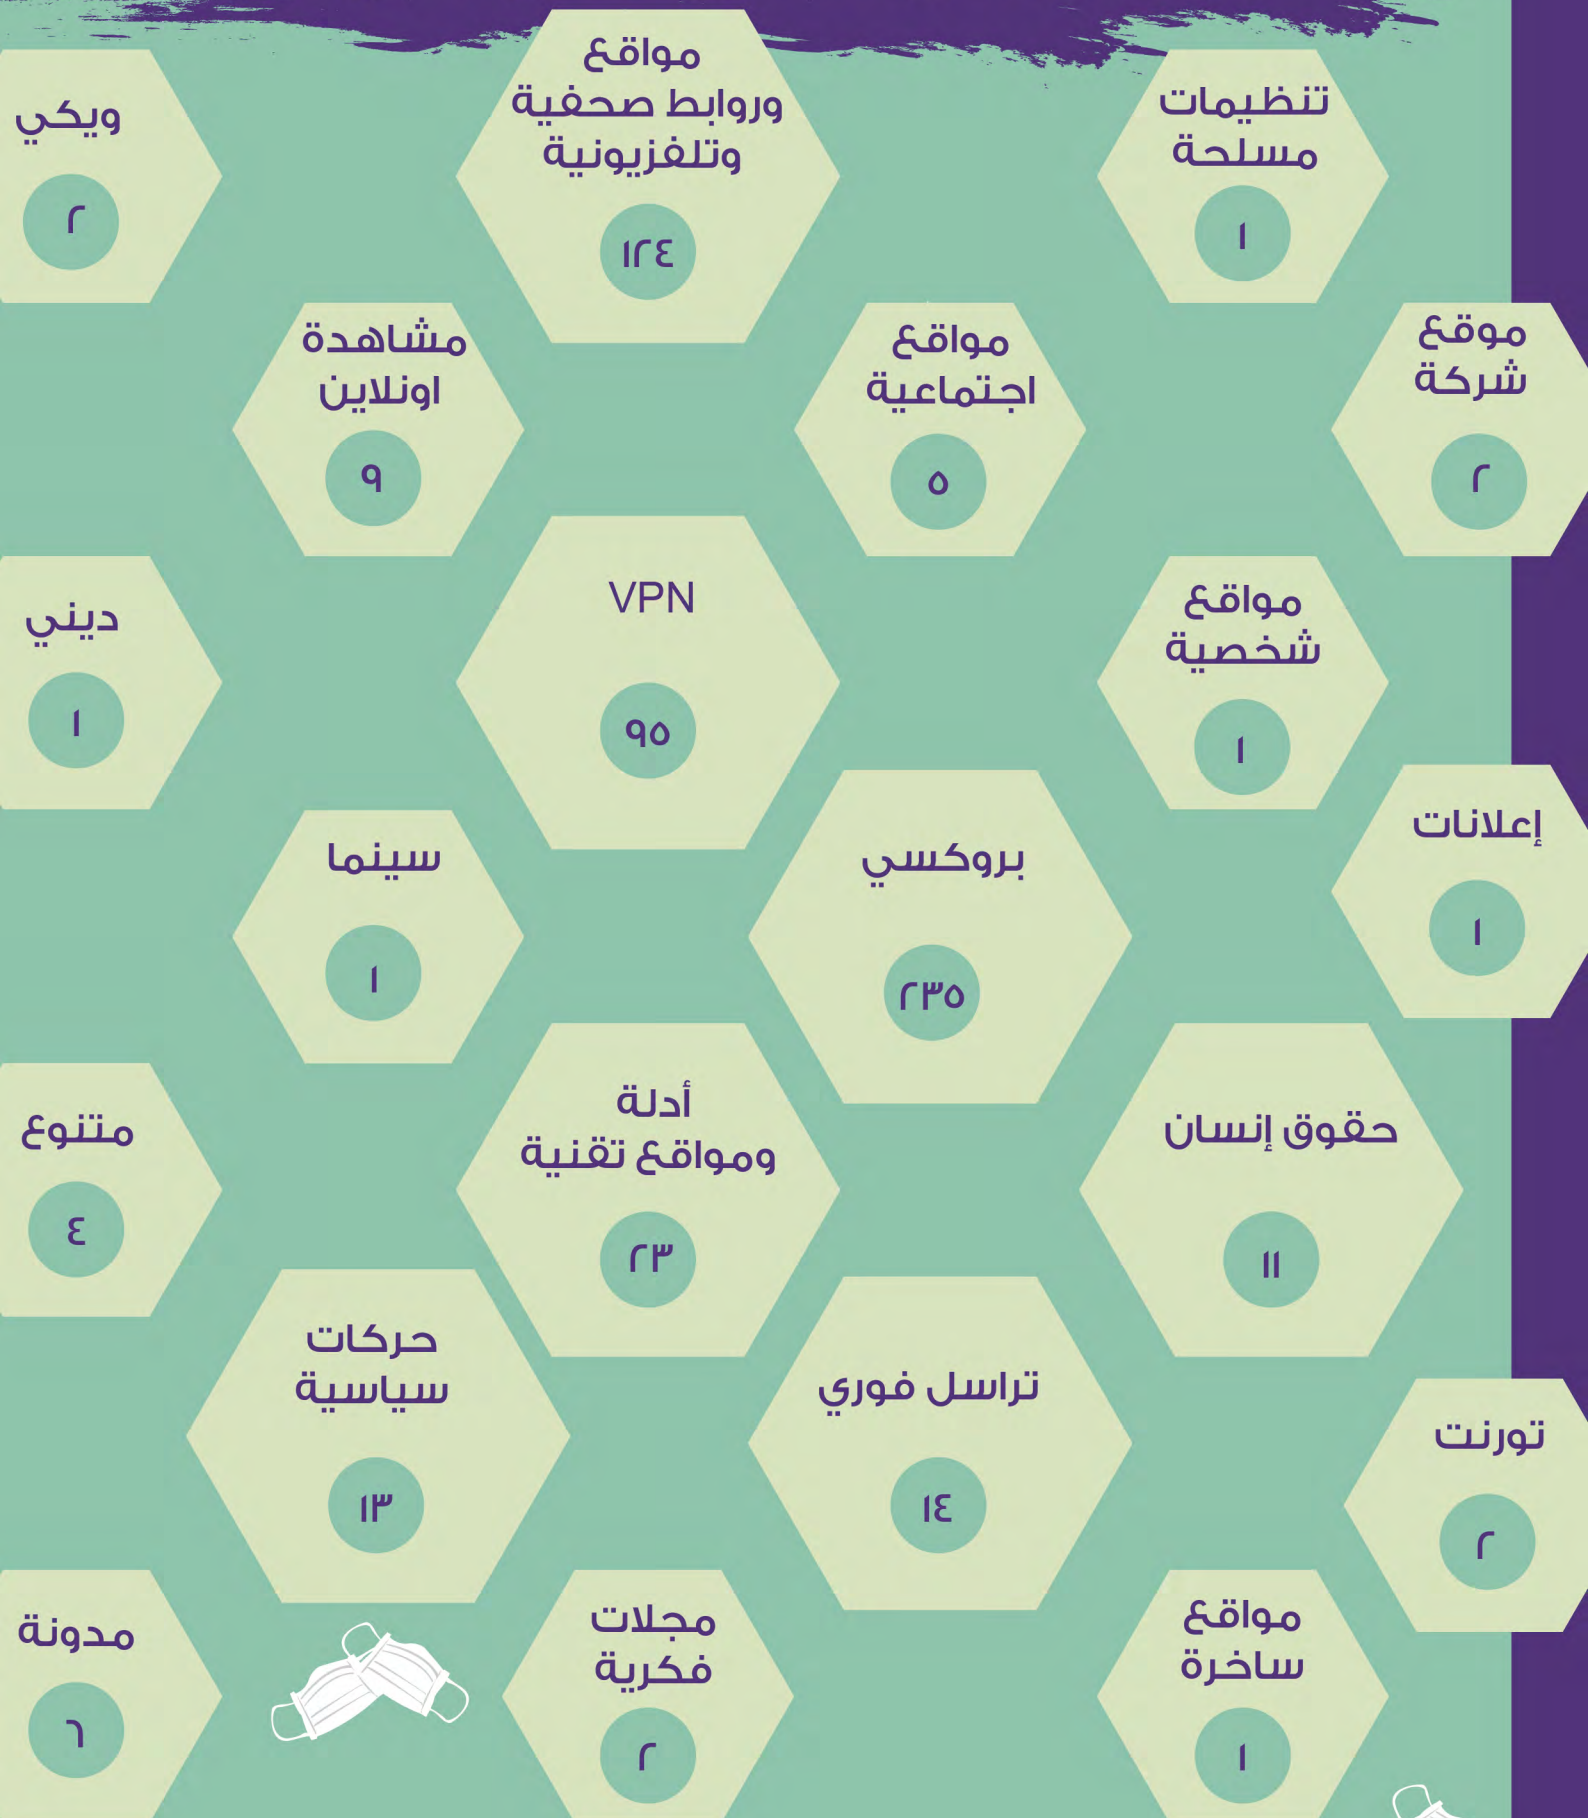 مواقع
وروابط صحفية
وتلفزيونية
١٢٤
تنظيمات
مسلحة
١
ويكي
٢
موقع
شركة
٢
مواقع
اجتماعية
٥
مشاهدة
اونلاين
٩
مواقع
شخصية
١
VPN
٩٥
ديني
١
إعلانات
١
بروكسي
٢٣٥
سينما
١
حقوق إنسان
١١
أدلة
ومواقع تقنية
٢٣
متنوع
٤
تراسل فوري
١٤
حركات
سياسية
١٣
تورنت
٢
مواقع
ساخرة
١
مجلات
فكرية
٢
مدونة
٦